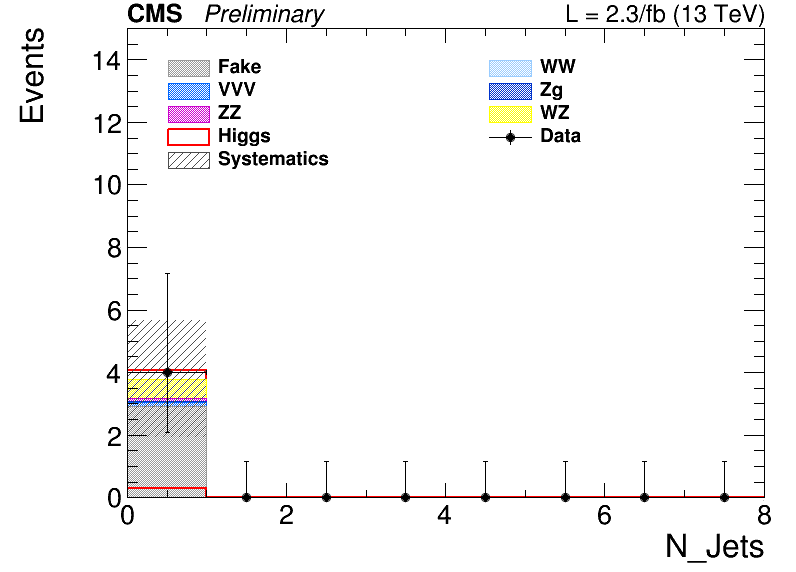 CMS Preliminary L = 2.3/fb (13 TeV)
Events
14
12
10
8
6
4
2
0
Fake
VVV
ZZ
Higgs
Systematics
WW
Zg
WZ
Data
0 2 4 6 8
N_Jets